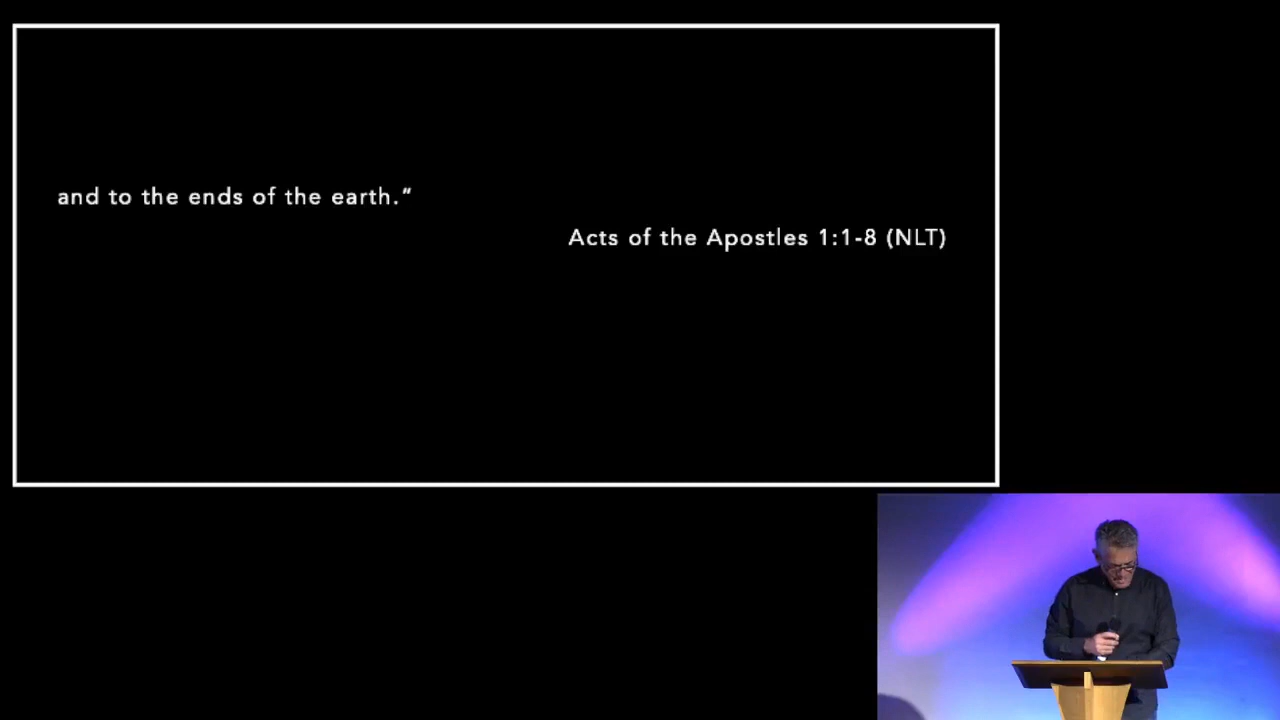 and to the ends of the earth.”
Acts of the Apostles 1:1-8 (NLT)